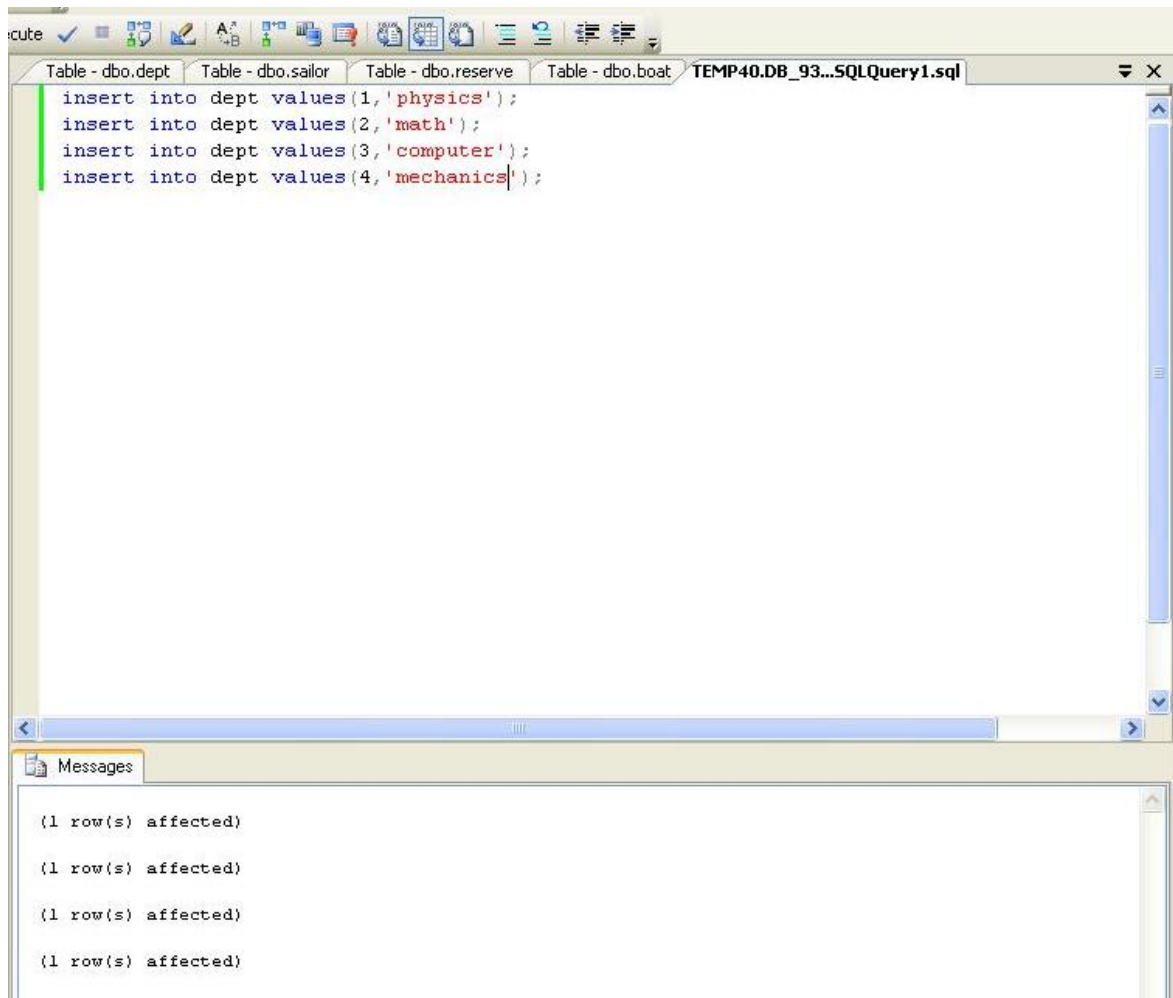 cute
Table - dbo.dept Table - dbo.sailor Table - dbo.reserve Table - dbo.boat TEMP40.DB_93...SQLQuery1.sql
insert into dept values(1,'physics');
insert into dept values(2,'math');
insert into dept values(3,'computer');
insert into dept values(4,'mechanics');
Messages
(1 row(s) affected)
(1 row(s) affected)
(1 row(s) affected)
(1 row(s) affected)